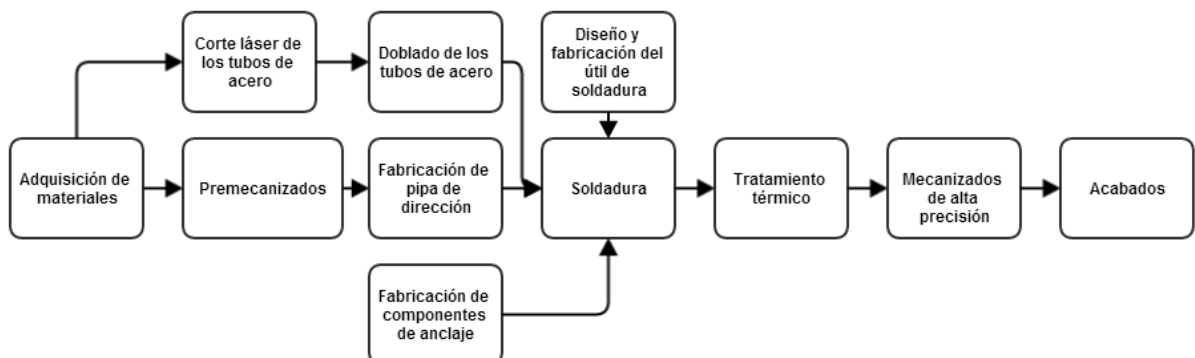 Corte láser de
los tubos de
acero
Doblado de los
tubos de acero
Diseño y
fabricación del
útil de
soldadura
Adquisición de
materiales
Premecanizados
Fabricación de
pipa de
dirección
Soldadura
Tratamiento
térmico
Mecanizados
de alta
precisión
Acabados
Fabricación de
componentes
de anclaje